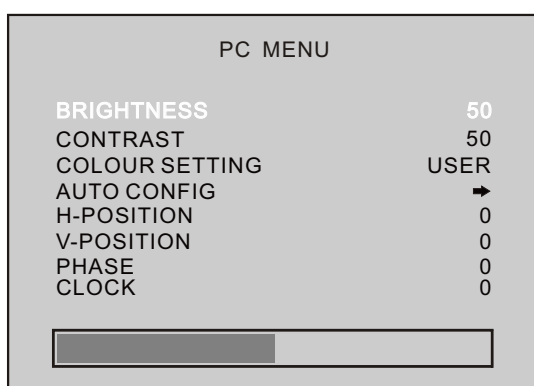 PC MENU
BRIGHTNESS 50
CONTRAST 50
COLOUR SETTING USER
AUTO CONFIG ➡
H-POSITION 0
V-POSITION 0
PHASE 0
CLOCK 0